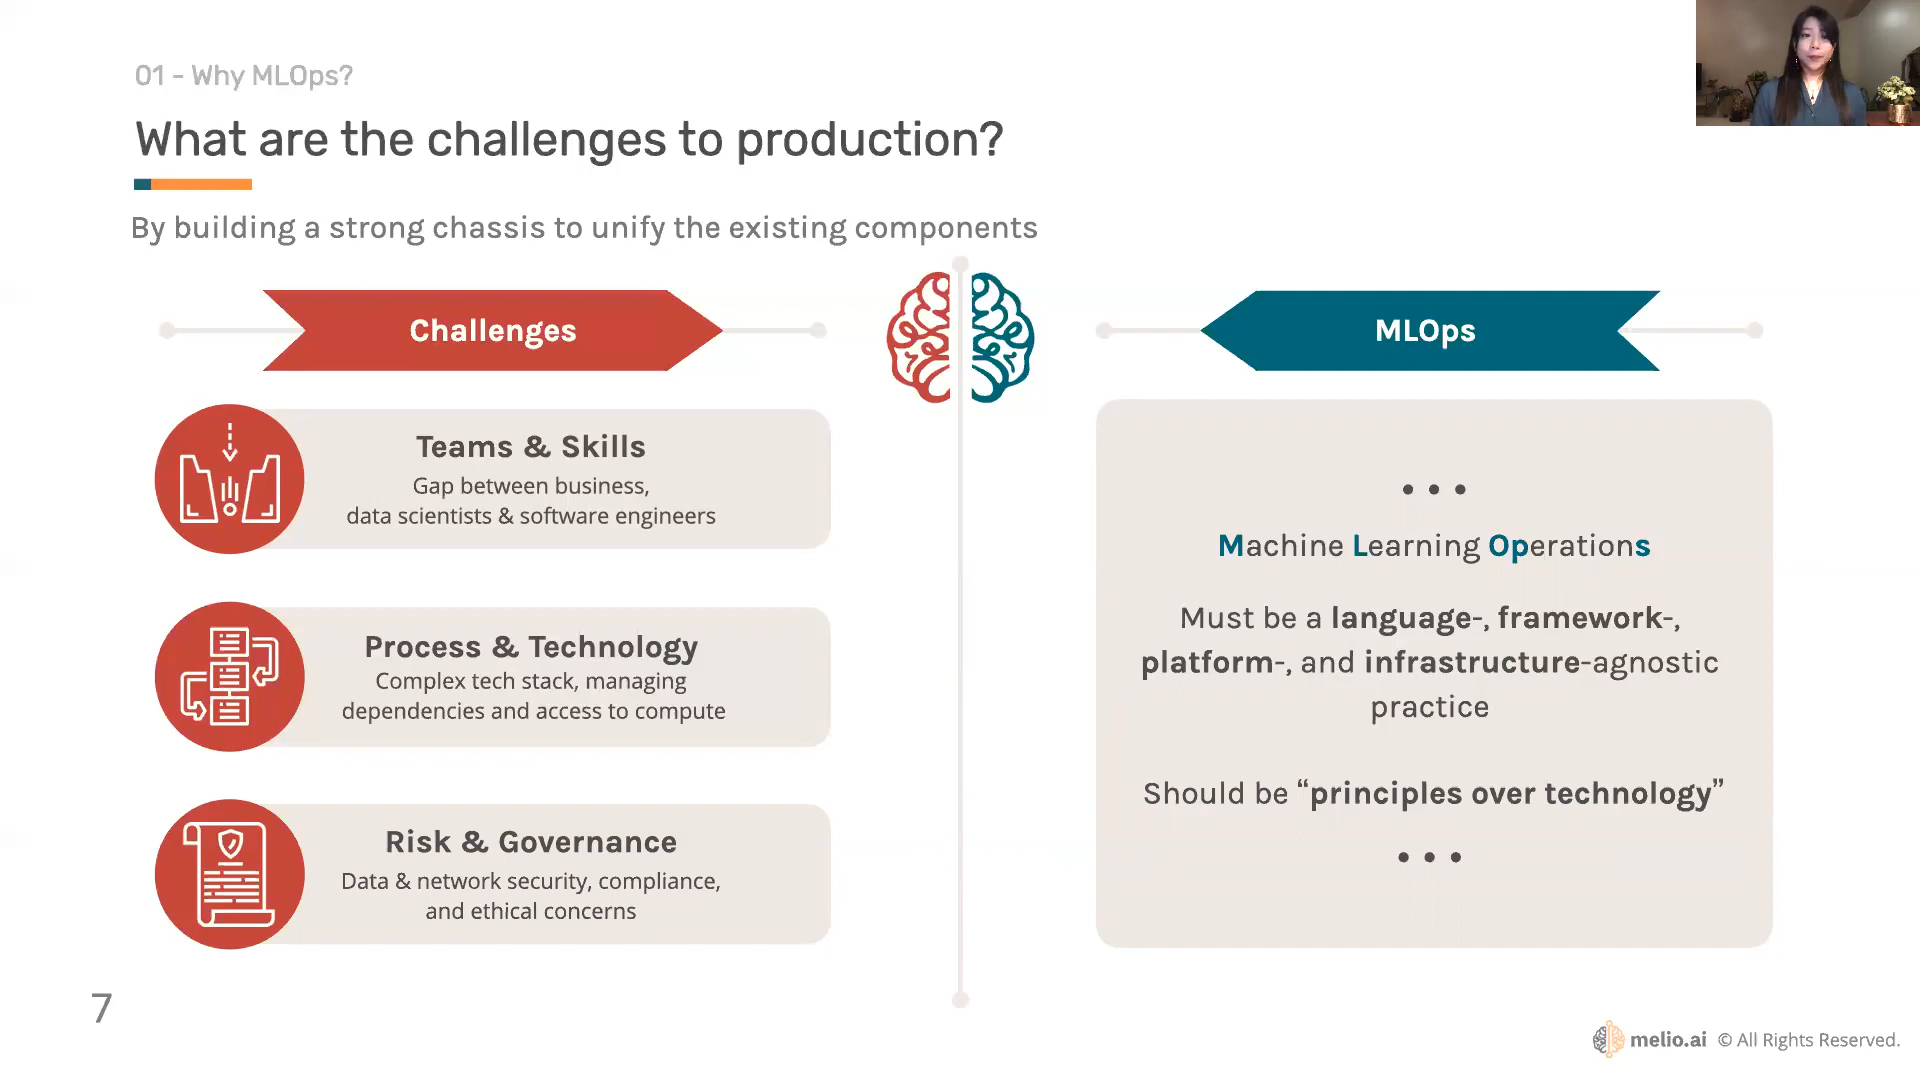 01 - Why MLOps?
What are the challenges to production?
By building a strong chassis to unify the existing components
Challenges
Teams & Skills
Gap between business,
data scientists & software engineers
Process & Technology
Complex tech stack, managing
dependencies and access to compute
Risk & Governance
Data & network security, compliance,
and ethical concerns
MLOps
Machine Learning Operations
Must be a language-, framework-,
platform-, and infrastructure-agnostic
practice
Should be “principles over technology”
7
melio.ai © All Rights Reserved.